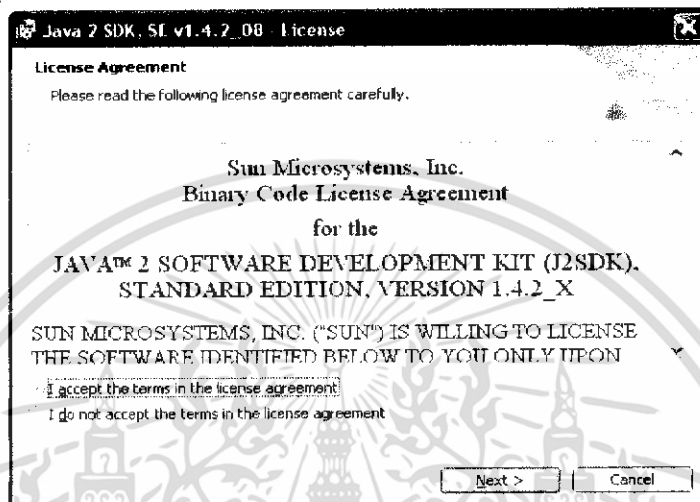 Java 2 SDK, SE v1.4.2_08 - License
License Agreement
Please read the following license agreement carefully.
Sun Microsystems, Inc.
Binary Code License Agreement
for the
JAVA™ 2 SOFTWARE DEVELOPMENT KIT (J2SDK),
STANDARD EDITION, VERSION 1.4.2_X
SUN MICROSYSTEMS, INC. ("SUN") IS WILLING TO LICENSE
THE SOFTWARE IDENTIFIED BELOW TO YOU ONLY UPON
I accept the terms in the license agreement
I do not accept the terms in the license agreement
Next > Cancel